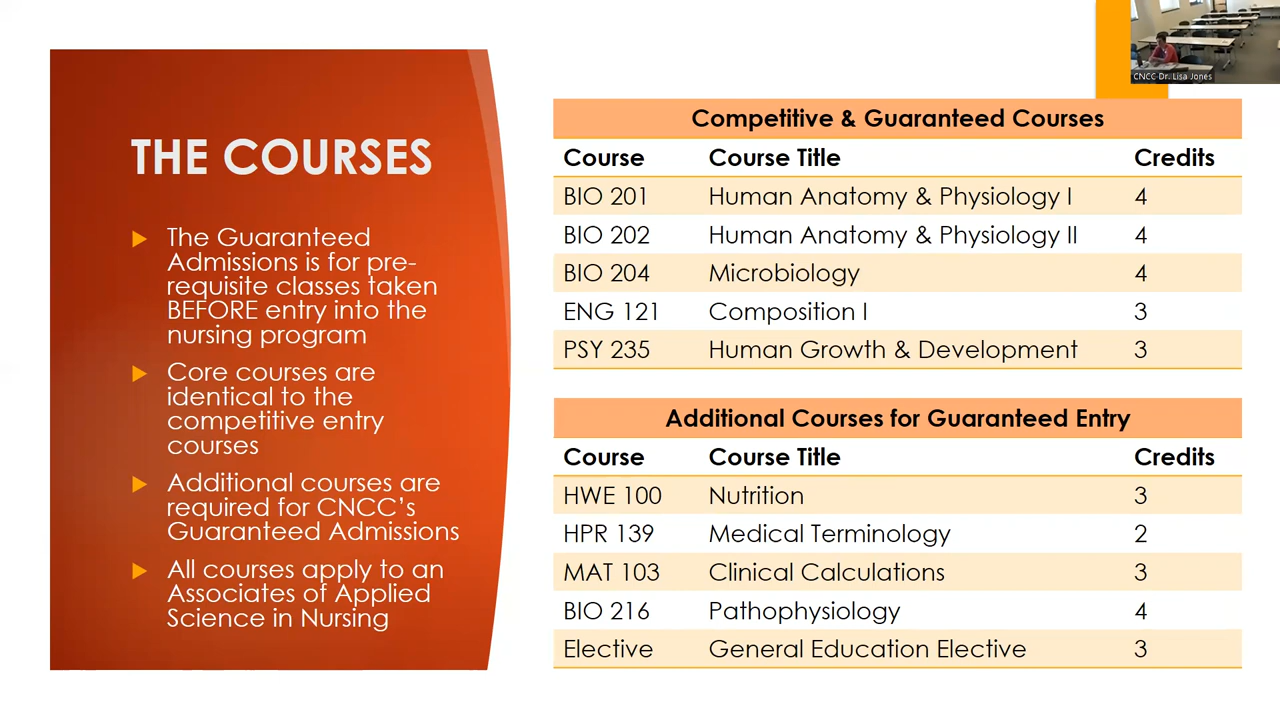 THE COURSES
The Guaranteed
Admissions is for pre-
requisite classes taken
BEFORE entry into the
nursing program
Core courses are
identical to the
competitive entry
courses
Additional courses are
required for CNCC's
Guaranteed Admissions
All courses apply to an
Associates of Applied
Science in Nursing
CNCC-Dr. Lisa Jones
Competitive & Guaranteed Courses
Course Course Title Credits
BIO 201 Human Anatomy & Physiology I 4
BIO 202 Human Anatomy & Physiology II 4
BIO 204 Microbiology 4
ENG 121 Composition I 3
PSY 235 Human Growth & Development 3
Additional Courses for Guaranteed Entry
Course Course Title Credits
HWE 100 Nutrition 3
HPR 139 Medical Terminology 2
MAT 103 Clinical Calculations 3
BIO 216 Pathophysiology 4
Elective General Education Elective 3